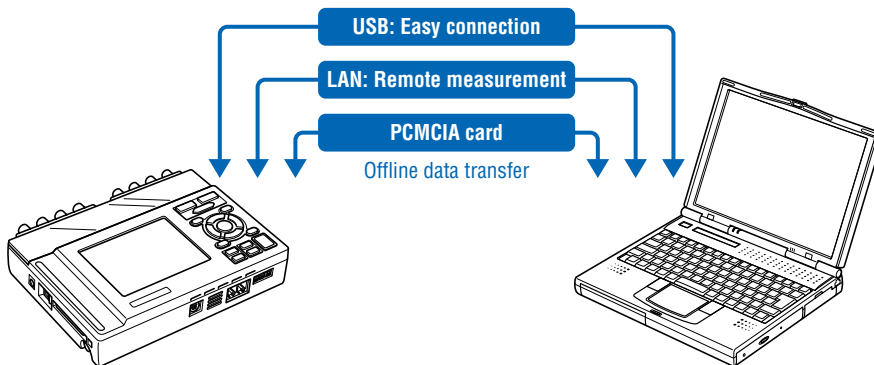 USB: Easy connection
LAN: Remote measurement
PCMCIA card
Offline data transfer